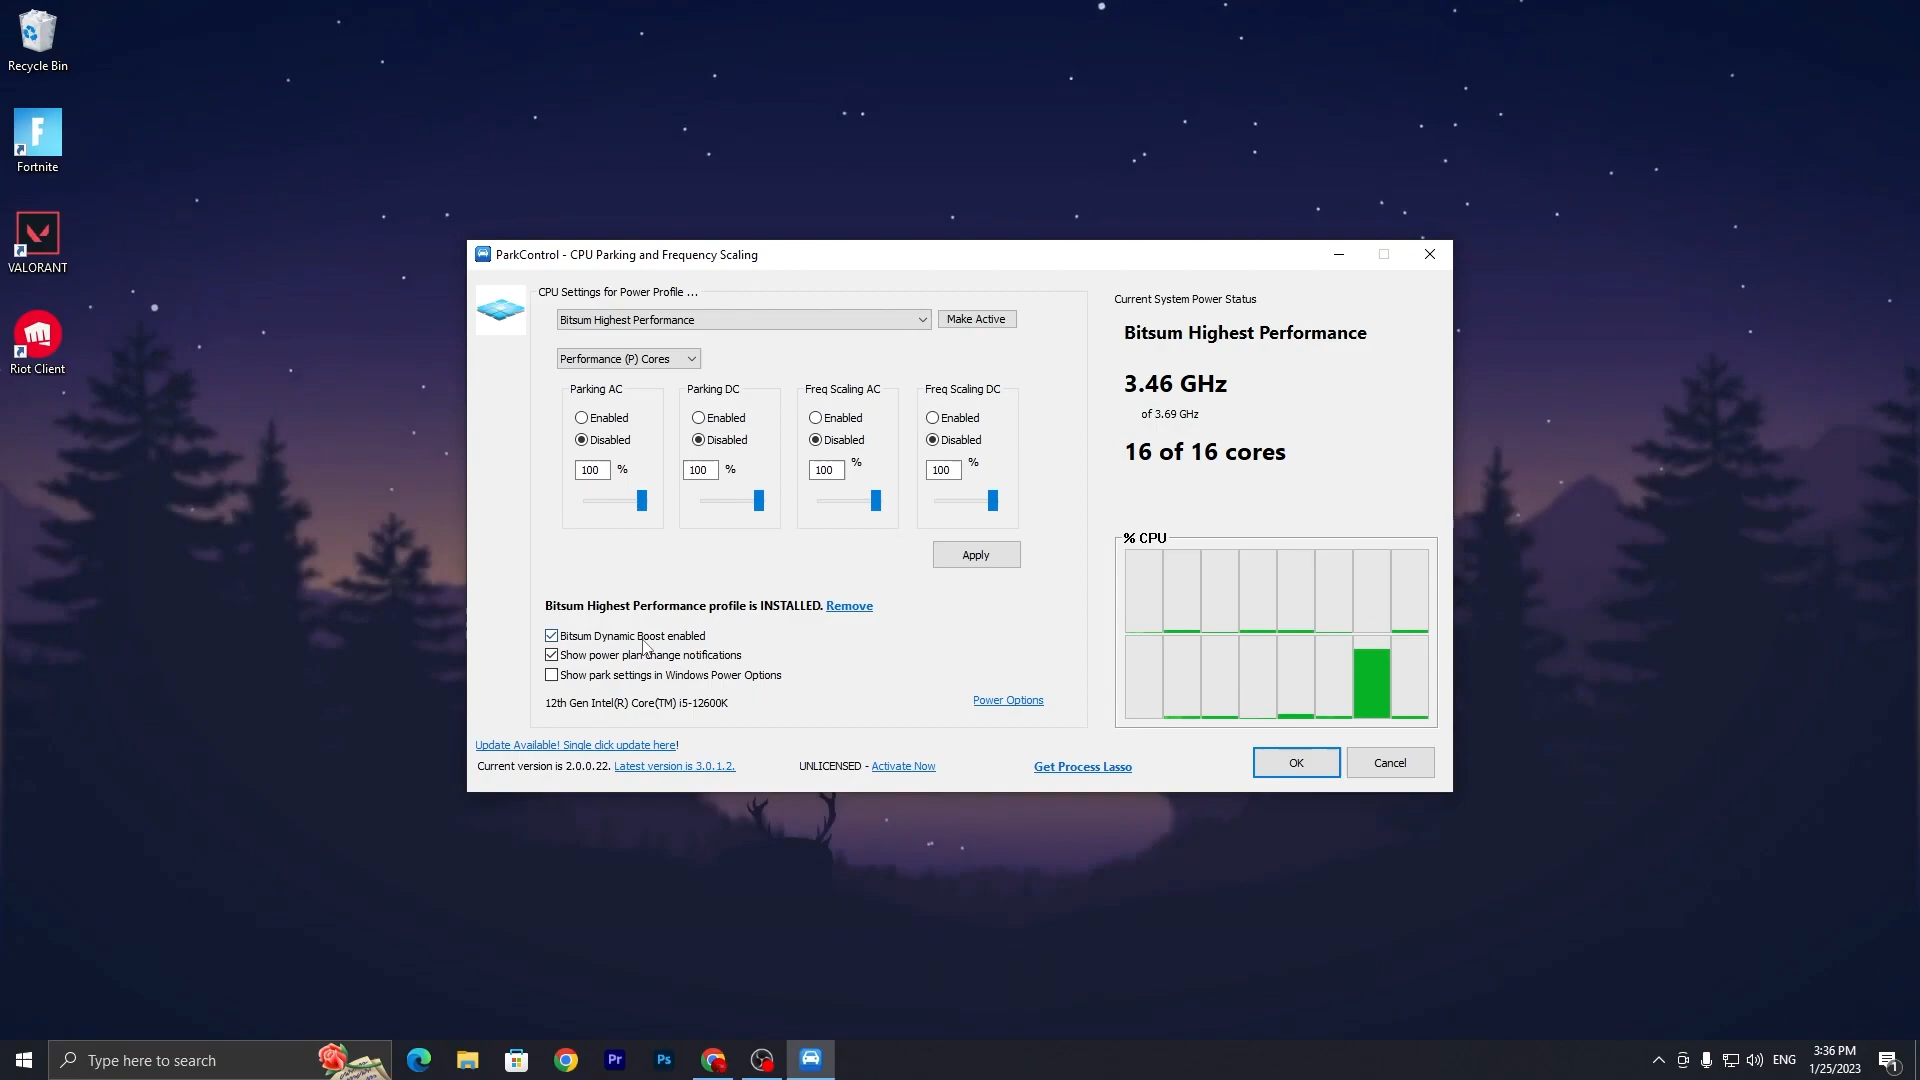 Recycle Bin
Fortnite
VALORANT
Riot Client
ParkControl - CPU Parking and Frequency Scaling
CPU Settings for Power Profile ...
Bitsum Highest Performance
Make Active
Performance (P) Cores
Parking AC
Enabled
Disabled
100 %
Parking DC
Enabled
Disabled
100 %
Freq Scaling AC
Enabled
Disabled
100 %
Freq Scaling DC
Enabled
Disabled
100 %
Apply
Bitsum Highest Performance profile is INSTALLED. Remove
Bitsum Dynamic Boost enabled
Show power plan change notifications
Show park settings in Windows Power Options
12th Gen Intel(R) Core(TM) i5-12600K
Power Options
Update Available! Single click update here!
Current version is 2.0.0.22. Latest version is 3.0.1.2.
UNLICENSED - Activate Now
Get Process Lasso
Current System Power Status
Bitsum Highest Performance
3.46 GHz
of 3.69 GHz
16 of 16 cores
% CPU
OK
Cancel
Type here to search
Pr
Ps
ENG
3:36 PM
1/25/2023
1